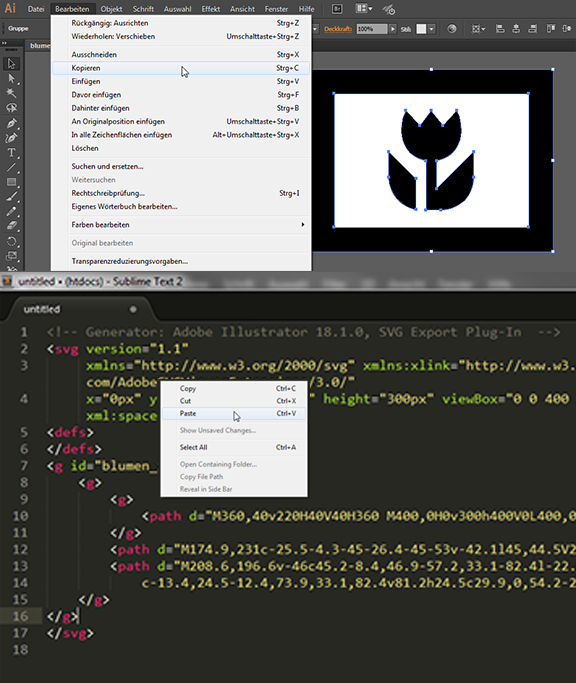 Ai Datei Bearbeiten Objekt Schrift Auswahl Effekt Ansicht Fenster Hilfe Br
Gruppe
Deckkraft: 100% Stil:
Rückgängig: Ausrichten Strg+Z
Wiederholen: Verschieben Umschalttaste+Strg+Z
Ausschneiden Strg+X
Kopieren Strg+C
Einfügen Strg+V
Davor einfügen Strg+F
Dahinter einfügen Strg+B
An Originalposition einfügen Umschalttaste+Strg+V
In alle Zeichenflächen einfügen Alt+Umschalttaste+Strg+X
Löschen
Suchen und ersetzen...
Weitersuchen
Rechtschreibprüfung... Strg+I
Eigenes Wörterbuch bearbeiten...
Farben bearbeiten
Original bearbeiten
Transparenzreduzierungsvorgaben...
untitled • (htdocs) - Sublime Text 2
untitled
1 <!-- Generator: Adobe Illustrator 18.1.0, SVG Export Plug-In -->
2 <svg version="1.1"
3 xmlns="http://www.w3.org/2000/svg" xmlns:xlink="http://www.w3.
com/Adobe 3.0/"
4 x="0px" y " height="300px" viewBox="0 0 400
xml:space
5 <defs>
6 </defs>
7 <g id="blumen_
8 <g>
9 <g>
10 <path d="M360,40v220H40V40H360 M400,0H0v300h400V0L400,0
11 </g>
12 <path d="M174.9,231c-25.5-4.3-45-26.4-45-53v-42.1l45,44.5V2
13 <path d="M208.6,196.6v-46c45.2-8.4,46.9-57.2,33.1-82.4l-22.
14 c-13.4,24.5-12.4,73.9,33.1,82.4v81.2h24.5c29.9,0,54.2-2
15 </g>
16 </g>
17 </svg>
18
Copy Ctrl+C
Cut Ctrl+X
Paste Ctrl+V
Show Unsaved Changes...
Select All Ctrl+A
Open Containing Folder...
Copy File Path
Reveal in Side Bar